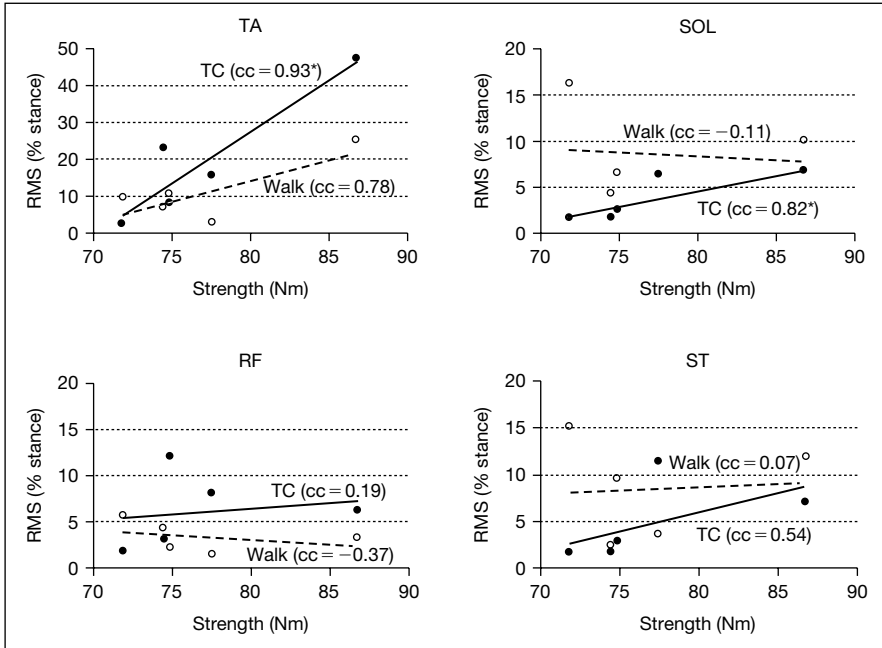 TA
RMS (% stance)
50
40
30
20
10
0
TC (cc = 0.93*)
Walk (cc = 0.78)
70 75 80 85 90
Strength (Nm)
SOL
RMS (% stance)
20
15
10
5
0
Walk (cc = −0.11)
TC (cc = 0.82*)
70 75 80 85 90
Strength (Nm)
RF
RMS (% stance)
20
15
10
5
0
TC (cc = 0.19)
Walk (cc = −0.37)
70 75 80 85 90
Strength (Nm)
ST
RMS (% stance)
20
15
10
5
0
Walk (cc = 0.07)
TC (cc = 0.54)
70 75 80 85 90
Strength (Nm)